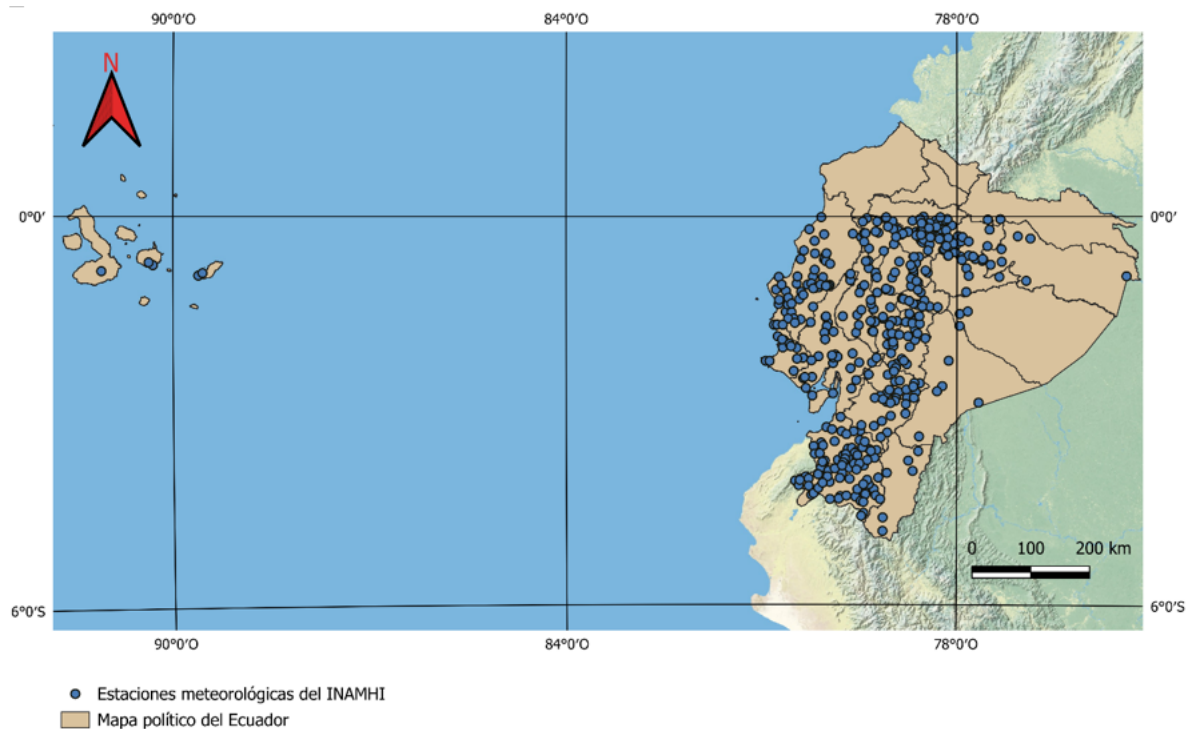 90°0'O 84°0'O 78°0'O
N
0°0' 0°0'
0 100 200 km
6°0'S 6°0'S
90°0'O 84°0'O 78°0'O
Estaciones meteorológicas del INAMHI
Mapa político del Ecuador